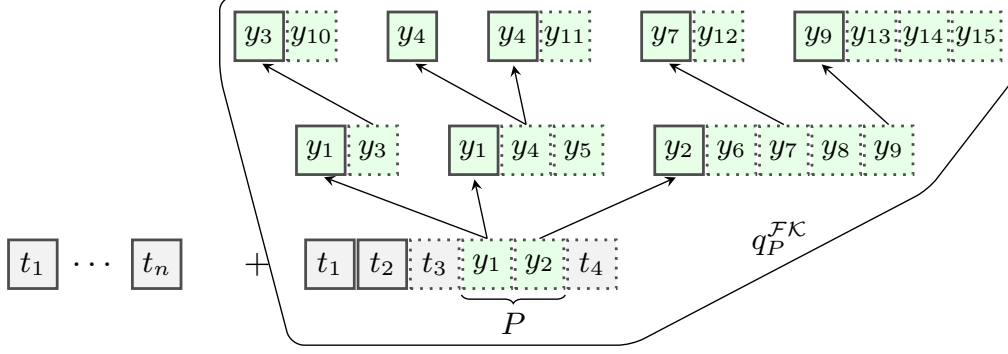 y3 y10 y4 y4 y11 y7 y12 y9 y13 y14 y15
y1 y3 y1 y4 y5 y2 y6 y7 y8 y9
t1 ⋯ tn + t1 t2 t3 y1 y2 t4
P
q_P^{𝓕𝓚}